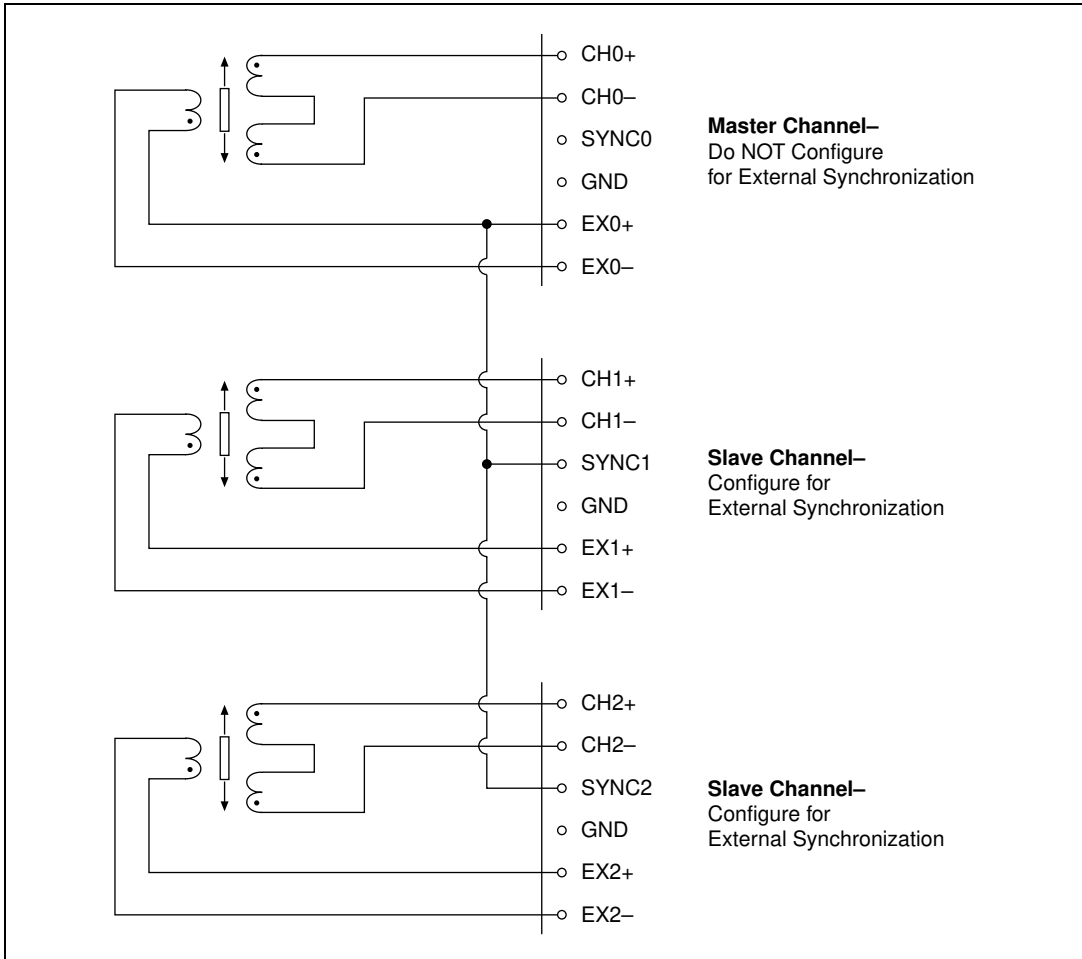 CH0+
CH0–
SYNC0
GND
EX0+
EX0–
Master Channel–
Do NOT Configure
for External Synchronization
CH1+
CH1–
SYNC1
GND
EX1+
EX1–
Slave Channel–
Configure for
External Synchronization
CH2+
CH2–
SYNC2
GND
EX2+
EX2–
Slave Channel–
Configure for
External Synchronization